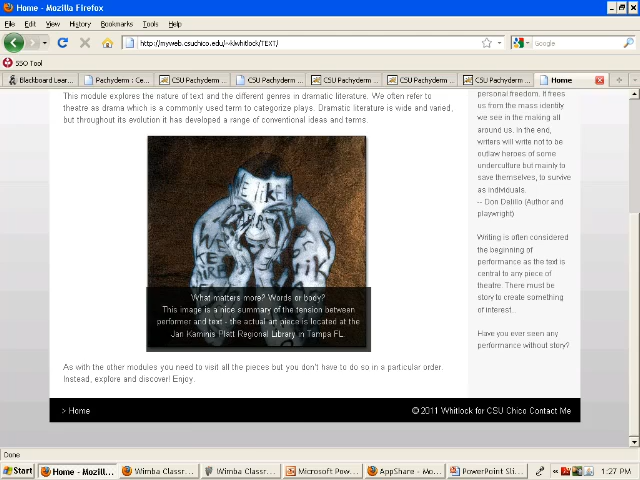 Home - Mozilla Firefox
File Edit View History Bookmarks Tools Help
http://myweb.csuchico.edu/~klwhitlock/TEXT/
Google
SSO Tool
Blackboard Lear...
Pachyderm : Ce...
CSU Pachyderm ...
CSU Pachyderm ...
CSU Pachyderm ...
CSU Pachyderm ...
Home
This module explores the nature of text and the different genres in dramatic literature. We often refer to
theatre as drama which is a commonly used term to categorize plays. Dramatic literature is wide and varied,
but throughout its evolution it has developed a range of conventional ideas and terms.
What matters more? Words or body?
This image is a nice summary of the tension between
performer and text - the actual art piece is located at the
Jan Kaminis Platt Regional Library in Tampa FL.
As with the other modules you need to visit all the pieces but you don't have to do so in a particular order.
Instead, explore and discover! Enjoy.
personal freedom. It frees
us from the mass identity
we see in the making all
around us. In the end,
writers will write not to be
outlaw heroes of some
underculture but mainly to
save themselves, to survive
as individuals.
-- Don Delillo (Author and
playwright)
Writing is often considered
the beginning of
performance as the text is
central to any piece of
theatre. There must be
story to create something
of interest...
Have you ever seen any
performance without story?
> Home
© 2011 Whitlock for CSU Chico Contact Me
Done
Start
Home - Mozill...
Wimba Classr...
Wimba Classr...
Microsoft Pow...
AppShare - Mo...
PowerPoint Sli...
1:27 PM